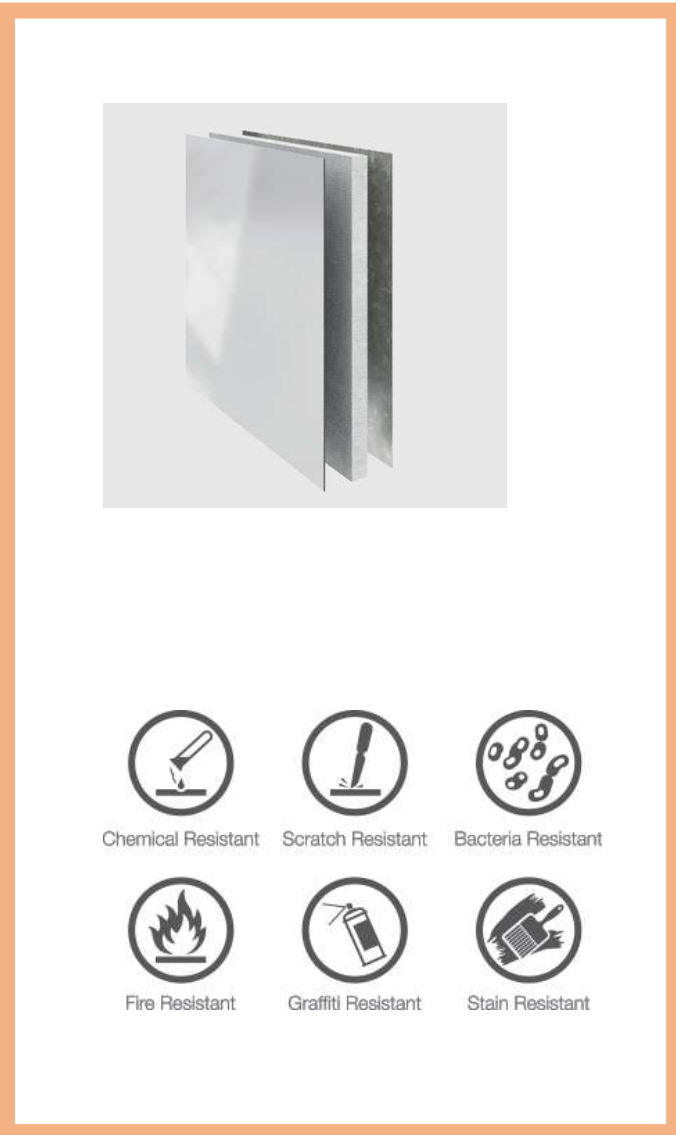 Chemical Resistant
Scratch Resistant
Bacteria Resistant
Fire Resistant
Graffiti Resistant
Stain Resistant